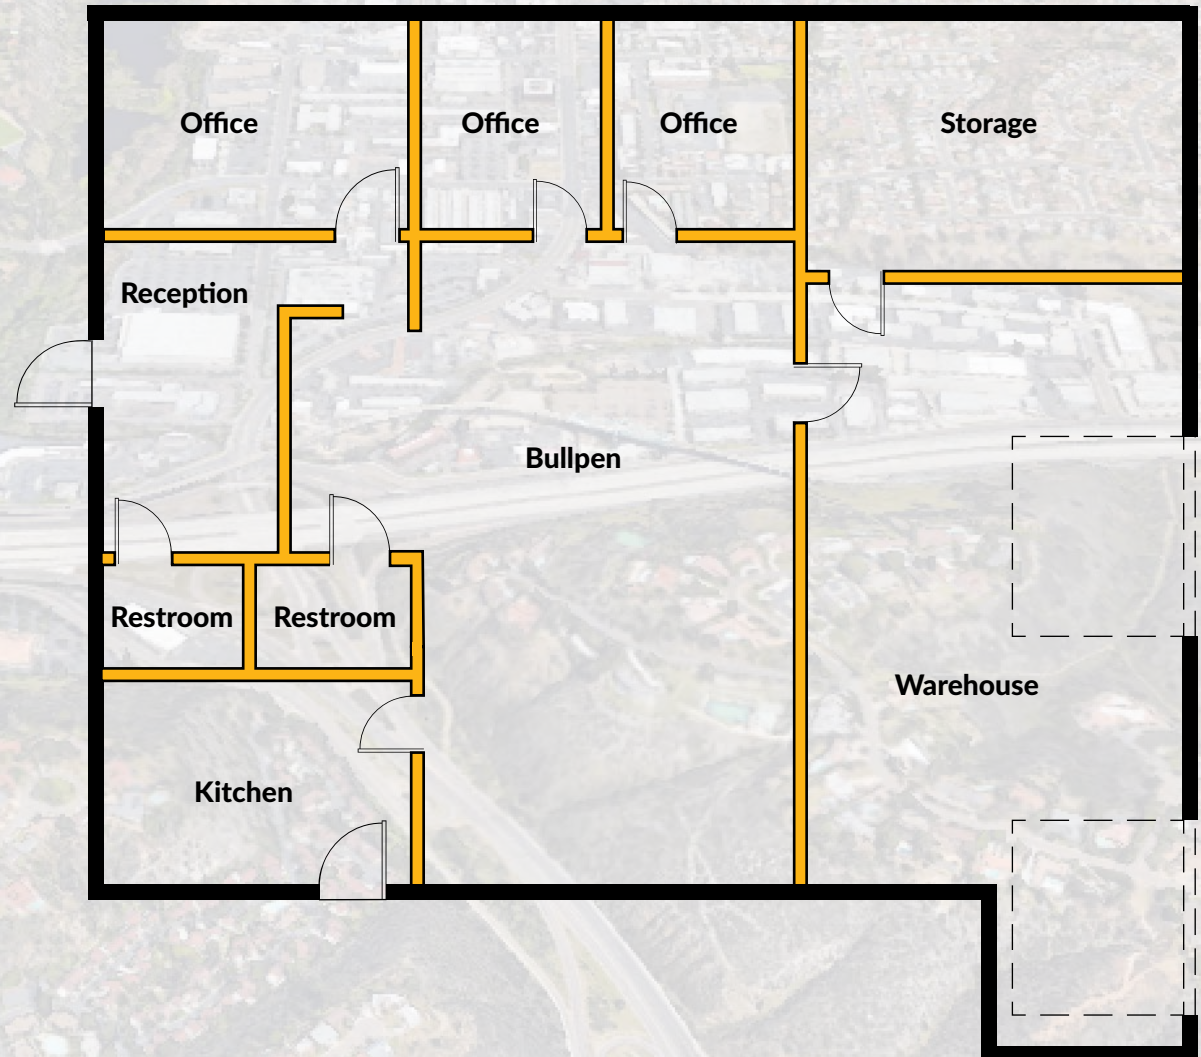 Office
Office
Office
Storage
Reception
Bullpen
Restroom
Restroom
Warehouse
Kitchen